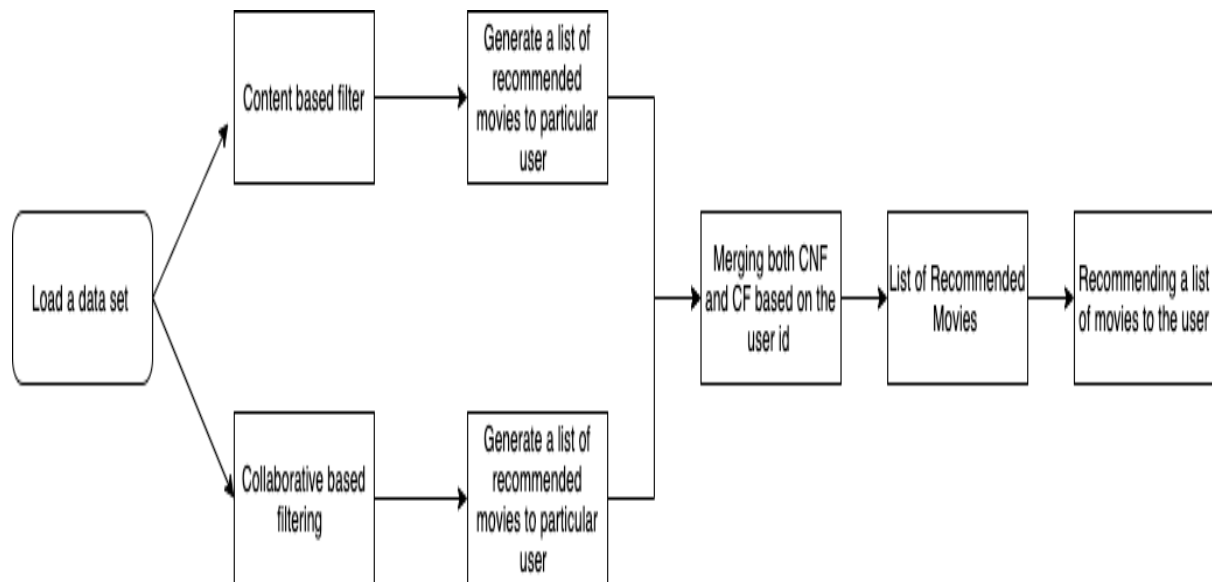 Load a data set
Content based filter
Generate a list of
recommended
movies to particular
user
Collaborative based
filtering
Generate a list of
recommended
movies to particular
user
Merging both CNF
and CF based on the
user id
List of Recommended
Movies
Recommending a list
of movies to the user